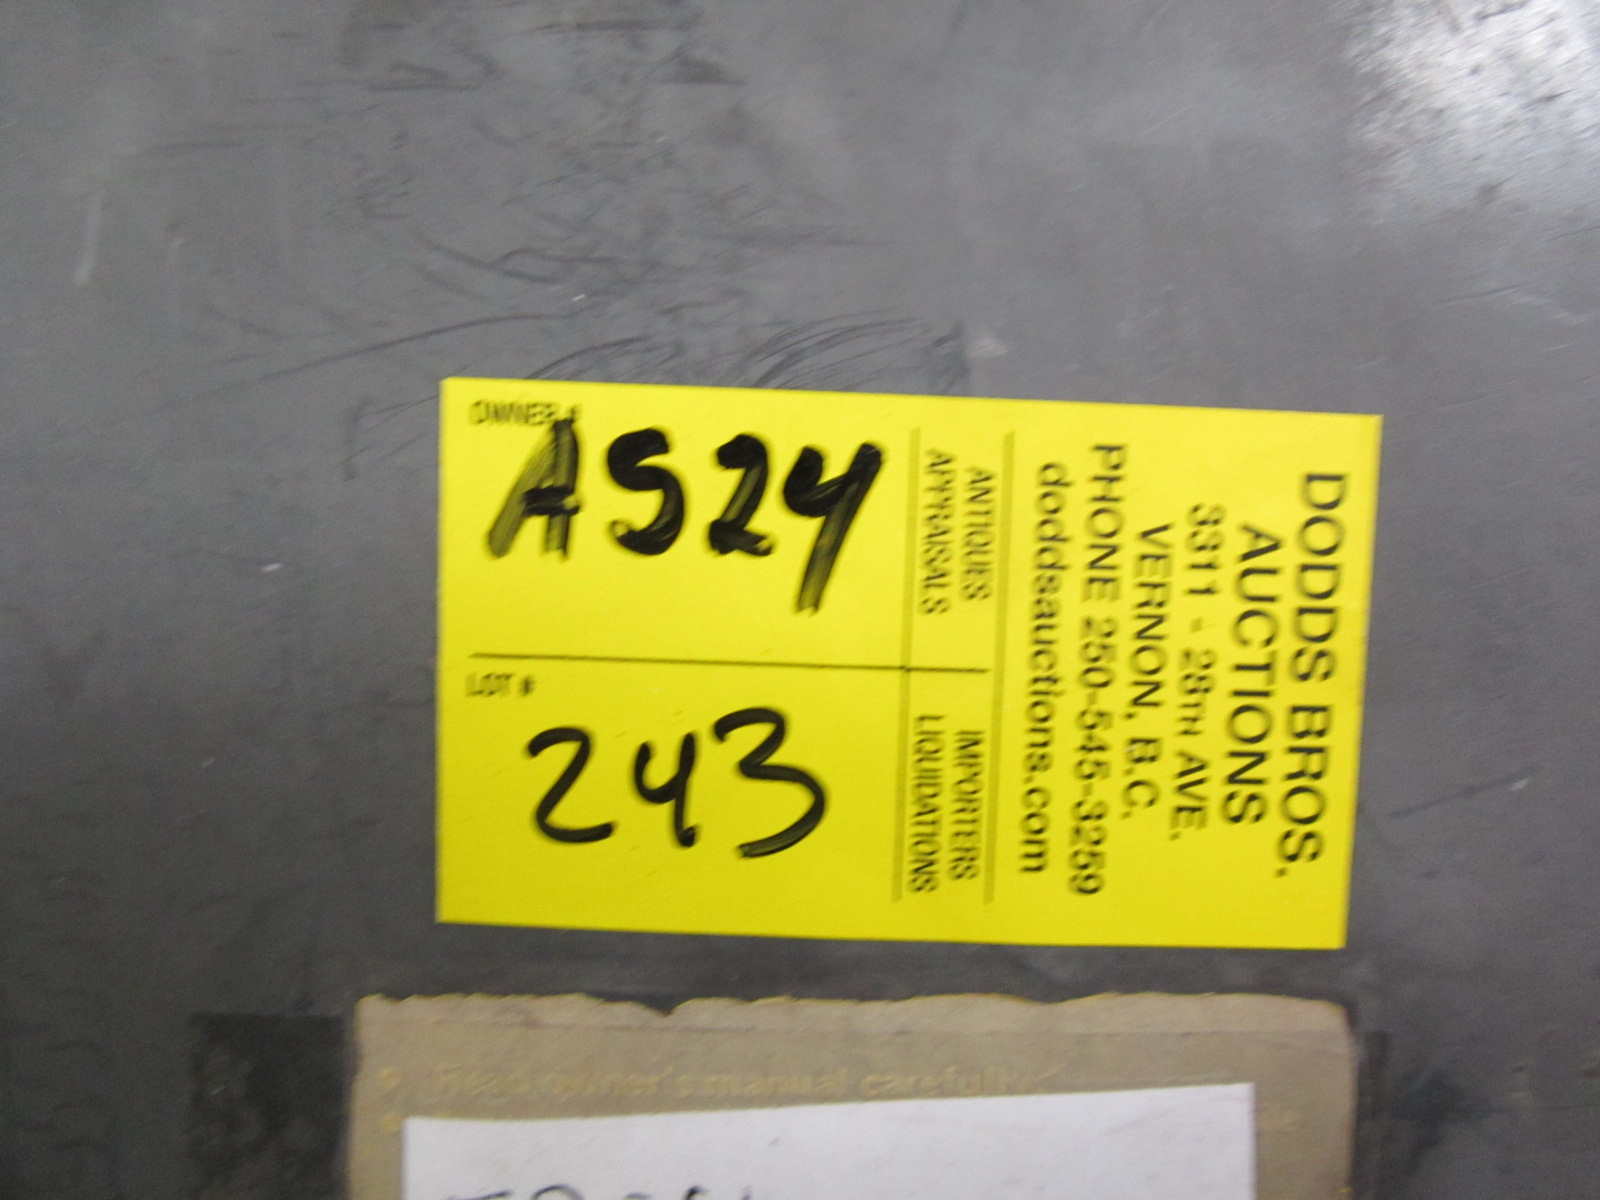 OWNER #
AS24
LOT #
243
DODDS BROS.
AUCTIONS
3311 - 28TH AVE.
VERNON, B.C.
PHONE 250-545-3259
doddsauctions.com
ANTIQUES
APPRAISALS
IMPORTERS
LIQUIDATIONS
Read owner's manual carefully.